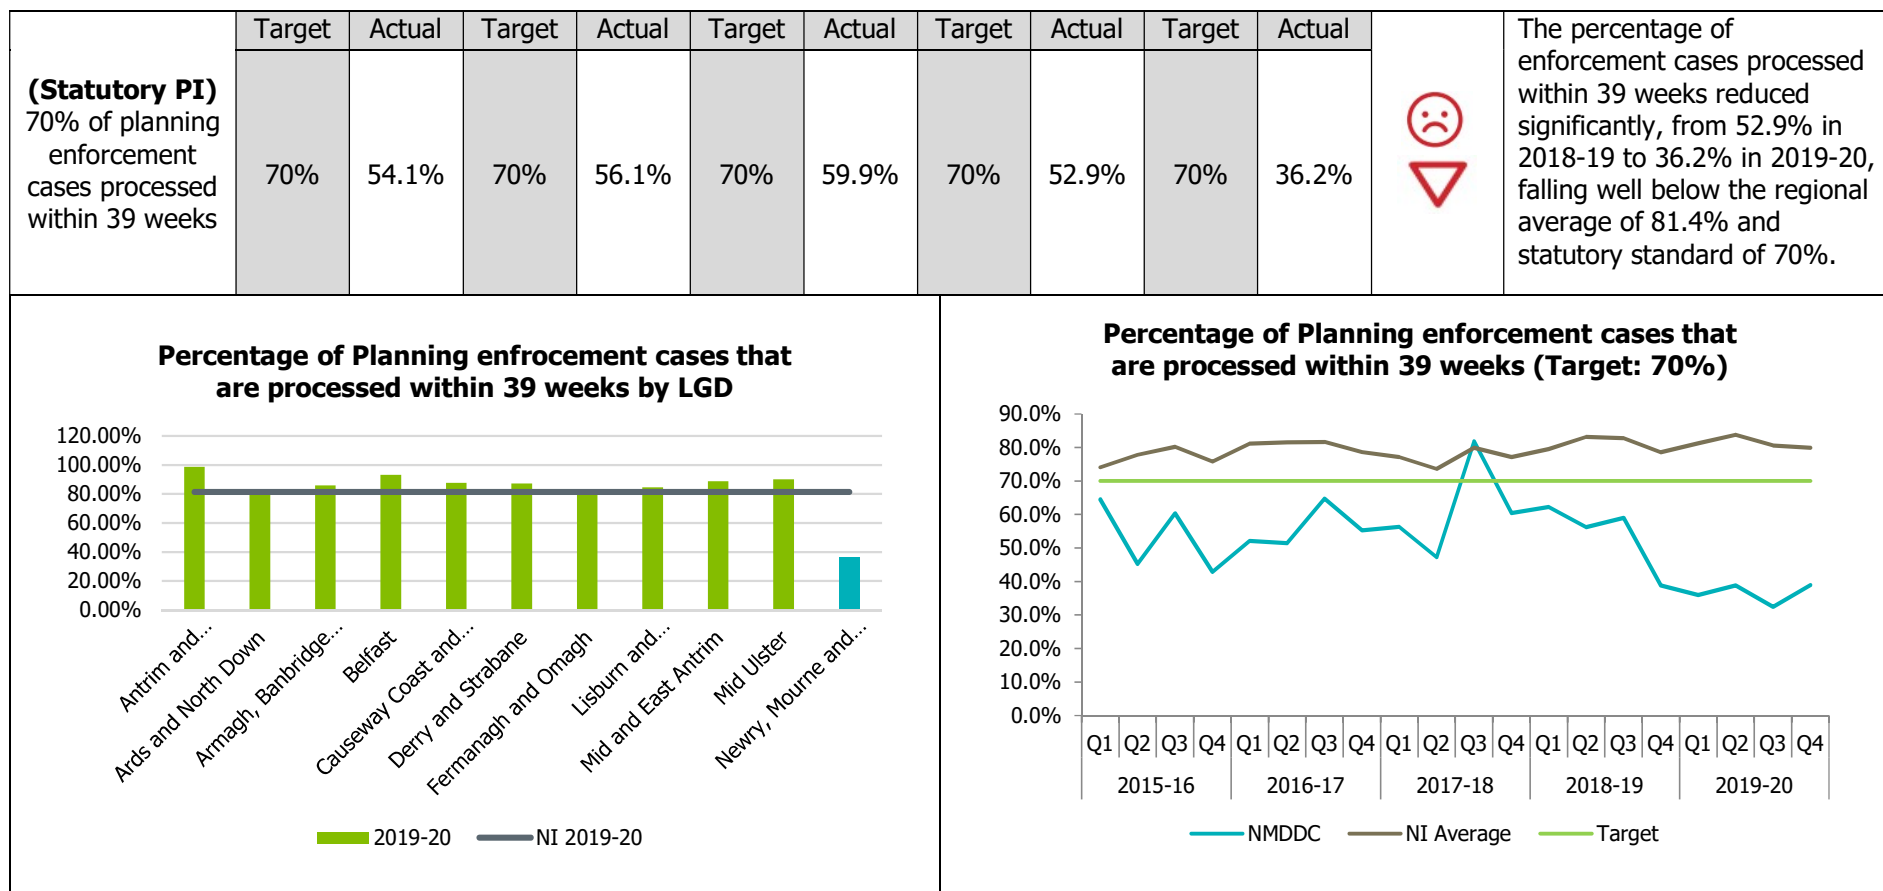 Target Actual Target Actual Target Actual Target Actual Target Actual
(Statutory PI)
70% of planning
enforcement
cases processed
within 39 weeks
70% 54.1% 70% 56.1% 70% 59.9% 70% 52.9% 70% 36.2%
The percentage of
enforcement cases processed
within 39 weeks reduced
significantly, from 52.9% in
2018-19 to 36.2% in 2019-20,
falling well below the regional
average of 81.4% and
statutory standard of 70%.
Percentage of Planning enfrocement cases that
are processed within 39 weeks by LGD
120.00%
100.00%
80.00%
60.00%
40.00%
20.00%
0.00%
Antrim and...
Ards and North Down
Armagh, Banbridge...
Belfast
Causeway Coast and...
Derry and Strabane
Fermanagh and Omagh
Lisburn and...
Mid and East Antrim
Mid Ulster
Newry, Mourne and...
2019-20 NI 2019-20
Percentage of Planning enforcement cases that
are processed within 39 weeks (Target: 70%)
90.0%
80.0%
70.0%
60.0%
50.0%
40.0%
30.0%
20.0%
10.0%
0.0%
Q1 Q2 Q3 Q4 Q1 Q2 Q3 Q4 Q1 Q2 Q3 Q4 Q1 Q2 Q3 Q4 Q1 Q2 Q3 Q4
2015-16 2016-17 2017-18 2018-19 2019-20
NMDDC NI Average Target